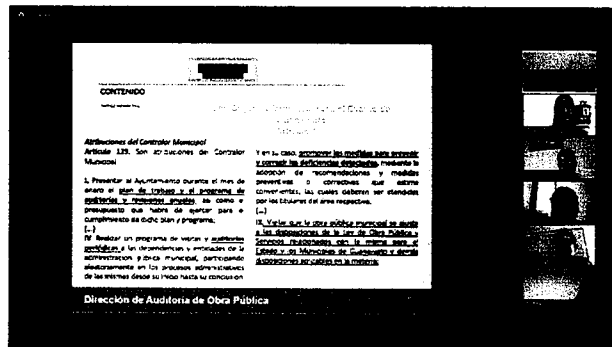 CONTENIDO
Atribuciones del Contralor Municipal
Artículo 139. Son atribuciones del Contralor
Municipal
I. Presentar al Ayuntamiento durante el mes de
enero el plan de trabajo y el programa de
auditorías y revisiones anuales, así como el
presupuesto que habrá de ejercer para el
cumplimiento de dicho plan y programa;
(...)
IV. Realizar un programa de visitas y auditorías
periódicas a las dependencias y entidades de la
administración pública municipal, participando
aleatoriamente en los procesos administrativos
de las mismas desde su inicio hasta su conclusión
Y en su caso, promover las medidas para prevenir
y corregir las deficiencias detectadas, mediante la
adopción de recomendaciones y medidas
preventivas o correctivas que estime
convenientes, las cuales deberán ser atendidas
por los titulares del área respectiva.
(...)
IX. Vigilar que la obra pública municipal se ajuste
a las disposiciones de la Ley de Obra Pública y
Servicios relacionados con la misma para el
Estado y los Municipios de Guanajuato y demás
disposiciones aplicables en la materia;
Dirección de Auditoría de Obra Pública